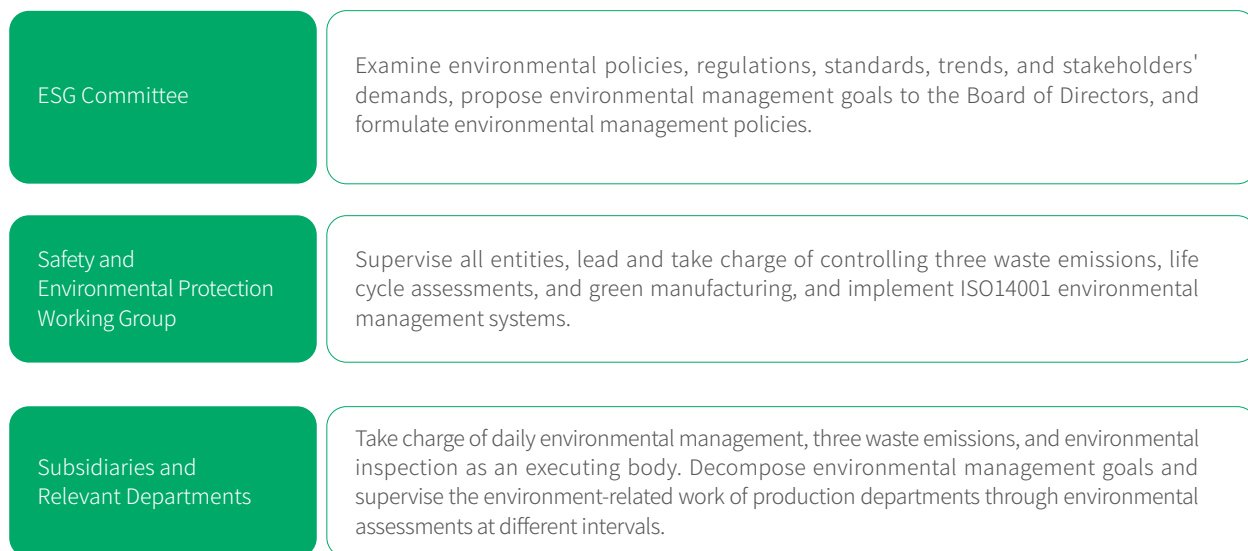 ESG Committee
Examine environmental policies, regulations, standards, trends, and stakeholders'
demands, propose environmental management goals to the Board of Directors, and
formulate environmental management policies.
Safety and
Environmental Protection
Working Group
Supervise all entities, lead and take charge of controlling three waste emissions, life
cycle assessments, and green manufacturing, and implement ISO14001 environmental
management systems.
Subsidiaries and
Relevant Departments
Take charge of daily environmental management, three waste emissions, and environmental
inspection as an executing body. Decompose environmental management goals and
supervise the environment-related work of production departments through environmental
assessments at different intervals.